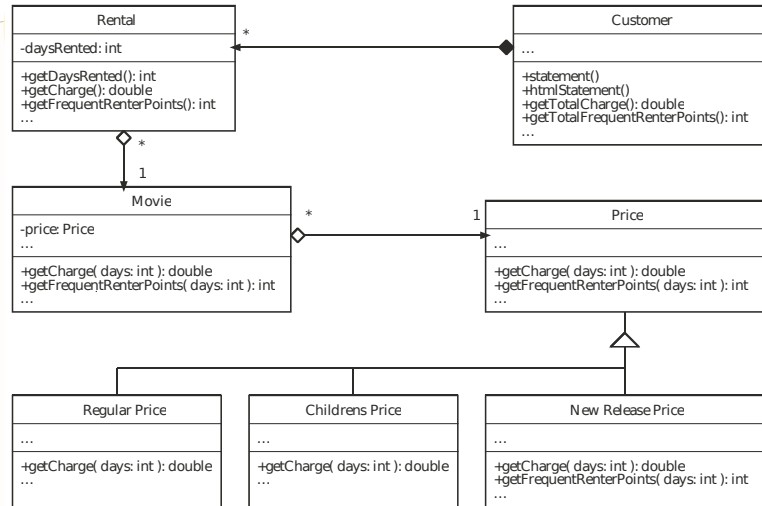 Rental
-daysRented: int
+getDaysRented(): int
+getCharge(): double
+getFrequentRenterPoints(): int
...
*
Customer
...
+statement()
+htmlStatement()
+getTotalCharge(): double
+getTotalFrequentRenterPoints(): int
...
*
1
Movie
-price: Price
...
+getCharge( days: int ): double
+getFrequentRenterPoints( days: int ): int
...
*
1
Price
...
+getCharge( days: int ): double
+getFrequentRenterPoints( days: int ): int
...
Regular Price
...
+getCharge( days: int ): double
...
Childrens Price
...
+getCharge( days: int ): double
...
New Release Price
...
+getCharge( days: int ): double
+getFrequentRenterPoints( days: int ): int
...